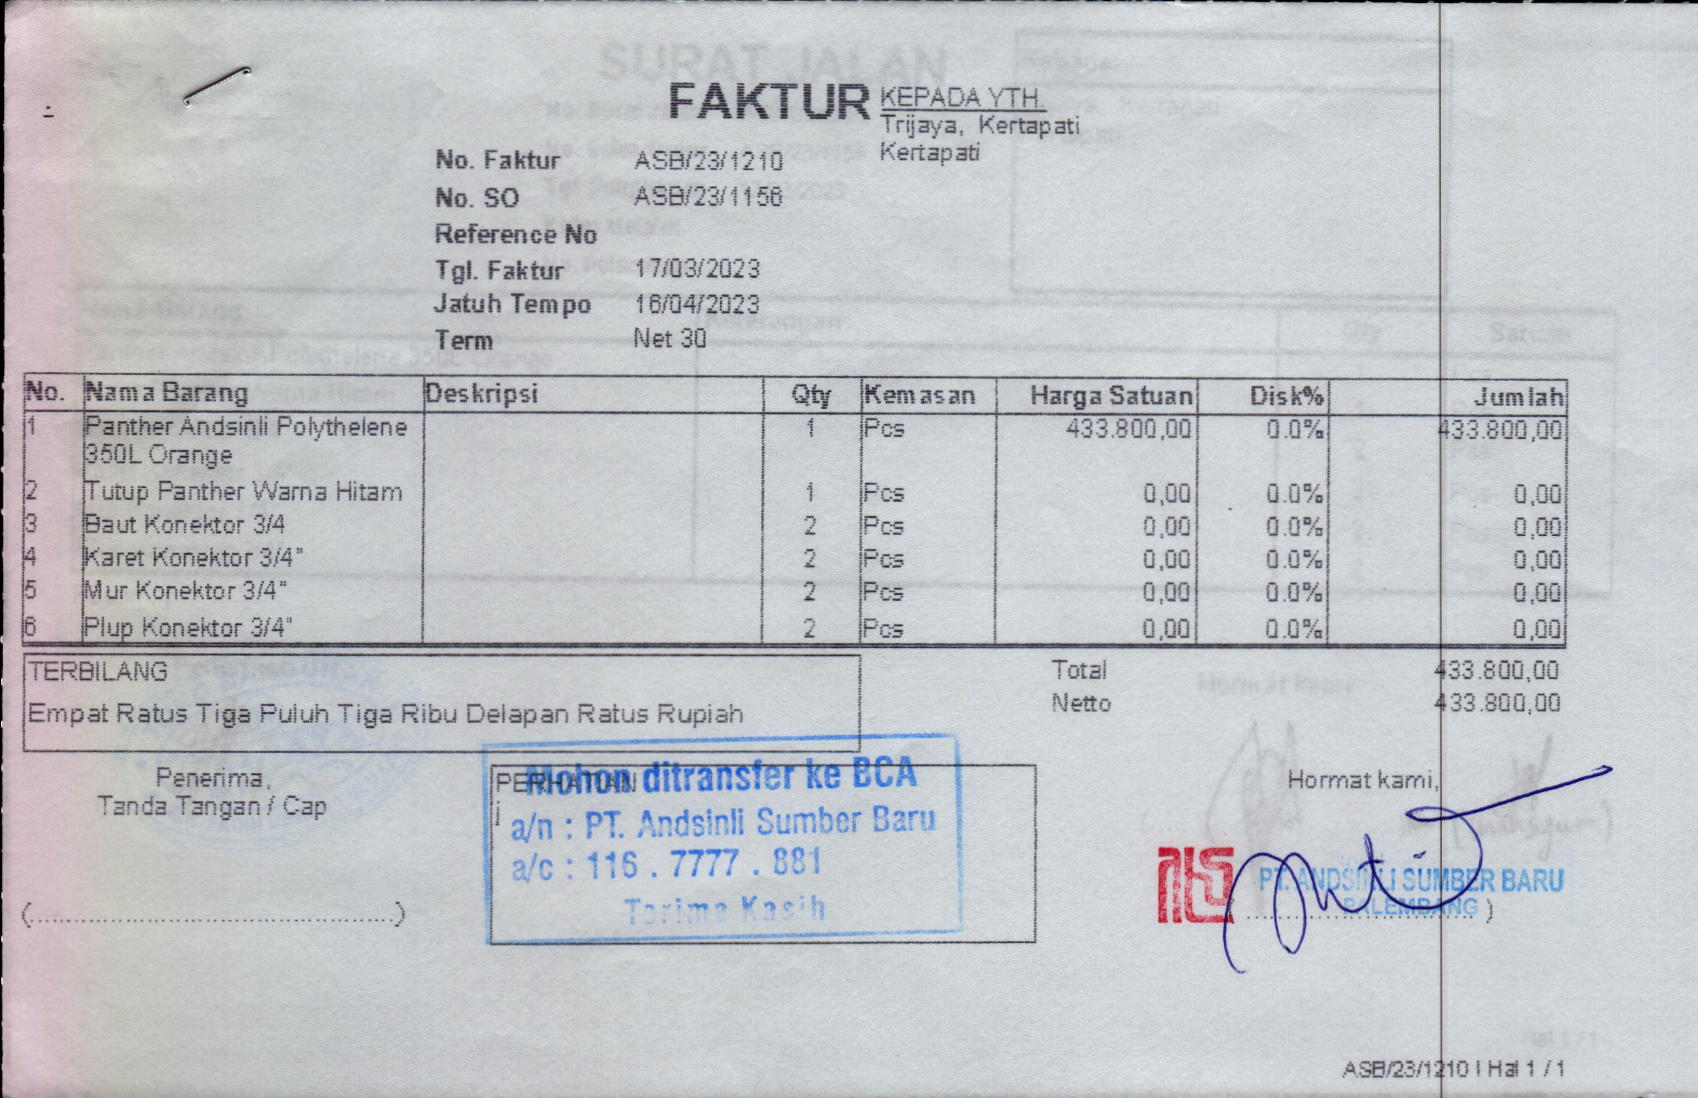 FAKTUR
KEPADA YTH.
Trijaya, Kertapati
Kertapati
No. Faktur ASB/23/1210
No. SO ASB/23/1156
Reference No
Tgl. Faktur 17/03/2023
Jatuh Tempo 16/04/2023
Term Net 30
No. Nama Barang Deskripsi Qty Kemasan Harga Satuan Disk% Jumlah
1 Panther Andsinli Polythelene 1 Pcs 433.800,00 0.0% 433.800,00
350L Orange
2 Tutup Panther Warna Hitam 1 Pcs 0,00 0.0% 0,00
3 Baut Konektor 3/4 2 Pcs 0,00 0.0% 0,00
4 Karet Konektor 3/4" 2 Pcs 0,00 0.0% 0,00
5 Mur Konektor 3/4" 2 Pcs 0,00 0.0% 0,00
6 Plup Konektor 3/4" 2 Pcs 0,00 0.0% 0,00
TERBILANG
Empat Ratus Tiga Puluh Tiga Ribu Delapan Ratus Rupiah
Total 433.800,00
Netto 433.800,00
Penerima,
Tanda Tangan / Cap
(......................................................)
PERHATIAN
Mohon ditransfer ke BCA
a/n : PT. Andsinli Sumber Baru
a/c : 116 . 7777 . 881
Terima Kasih
Hormat kami,
PT. ANDSINLI SUMBER BARU
PALEMBANG
ASB/23/1210 | Hal 1 / 1